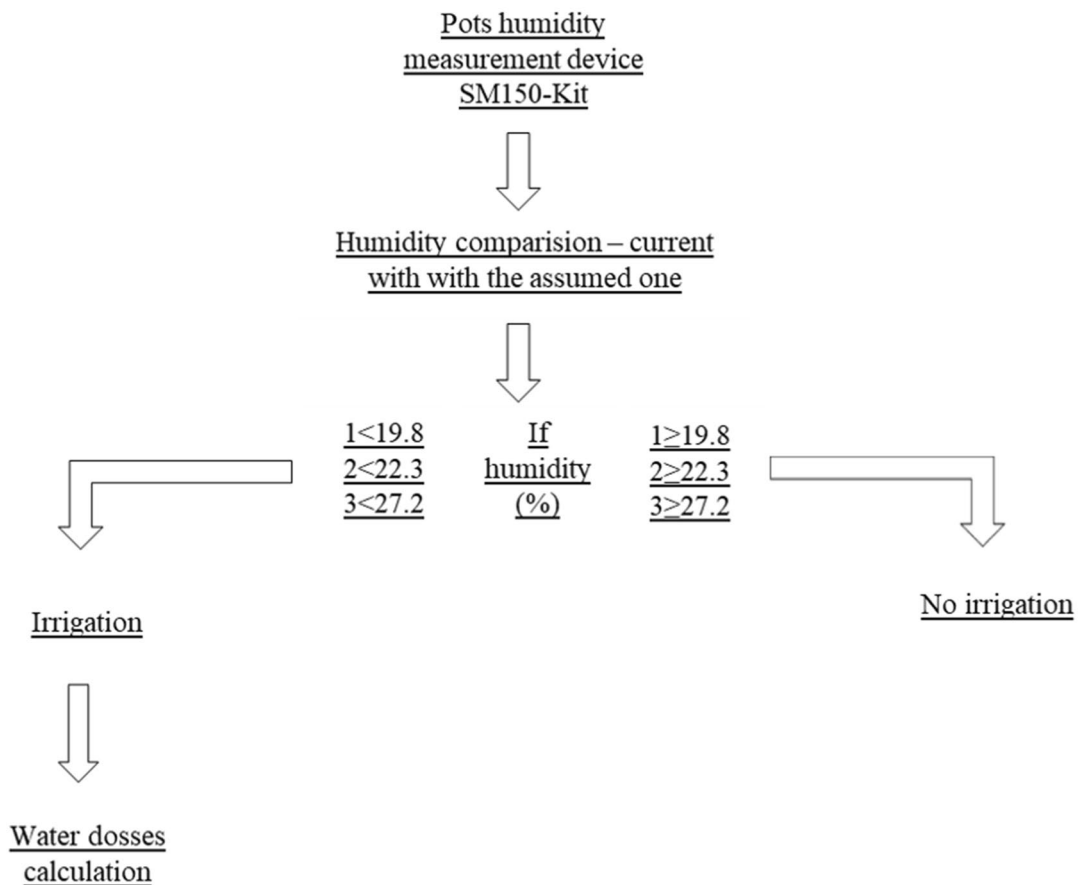 Pots humidity
measurement device
SM150-Kit
Humidity comparision – current
with with the assumed one
1<19.8
2<22.3
3<27.2
If
humidity
(%)
1≥19.8
2≥22.3
3≥27.2
Irrigation
No irrigation
Water dosses
calculation